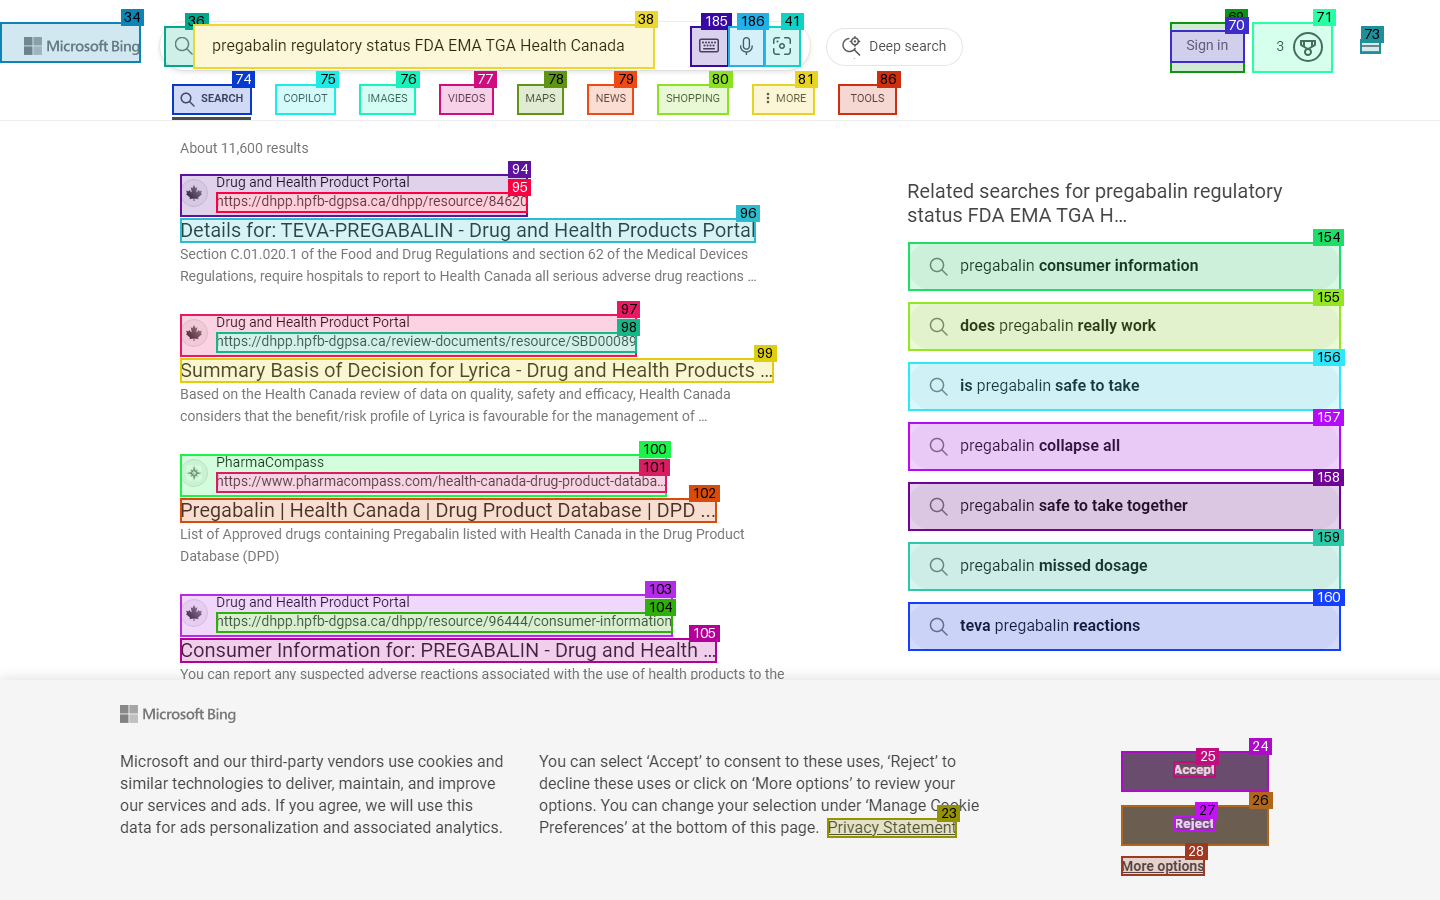 34
Microsoft Bing
36
38
pregabalin regulatory status FDA EMA TGA Health Canada
185
186
41
Deep search
69
70
Sign in
71
3
73
74
SEARCH
75
COPILOT
76
IMAGES
77
VIDEOS
78
MAPS
79
NEWS
80
SHOPPING
81
MORE
86
TOOLS
About 11,600 results
94
Drug and Health Product Portal
95
https://dhpp.hpfb-dgpsa.ca/dhpp/resource/84620
96
Details for: TEVA-PREGABALIN - Drug and Health Products Portal
Section C.01.020.1 of the Food and Drug Regulations and section 62 of the Medical Devices
Regulations, require hospitals to report to Health Canada all serious adverse drug reactions ...
97
Drug and Health Product Portal
98
https://dhpp.hpfb-dgpsa.ca/review-documents/resource/SBD00089
99
Summary Basis of Decision for Lyrica - Drug and Health Products ...
Based on the Health Canada review of data on quality, safety and efficacy, Health Canada
considers that the benefit/risk profile of Lyrica is favourable for the management of ...
100
PharmaCompass
101
https://www.pharmacompass.com/health-canada-drug-product-databa...
102
Pregabalin | Health Canada | Drug Product Database | DPD ...
List of Approved drugs containing Pregabalin listed with Health Canada in the Drug Product
Database (DPD)
103
Drug and Health Product Portal
104
https://dhpp.hpfb-dgpsa.ca/dhpp/resource/96444/consumer-information
105
Consumer Information for: PREGABALIN - Drug and Health ...
You can report any suspected adverse reactions associated with the use of health products to the
Related searches for pregabalin regulatory
status FDA EMA TGA H...
154
pregabalin consumer information
155
does pregabalin really work
156
is pregabalin safe to take
157
pregabalin collapse all
158
pregabalin safe to take together
159
pregabalin missed dosage
160
teva pregabalin reactions
Microsoft Bing
Microsoft and our third-party vendors use cookies and
similar technologies to deliver, maintain, and improve
our services and ads. If you agree, we will use this
data for ads personalization and associated analytics.
You can select ‘Accept’ to consent to these uses, ‘Reject’ to
decline these uses or click on ‘More options’ to review your
options. You can change your selection under ‘Manage Cookie
Preferences’ at the bottom of this page. Privacy Statement
23
24
25
Accept
26
27
Reject
28
More options